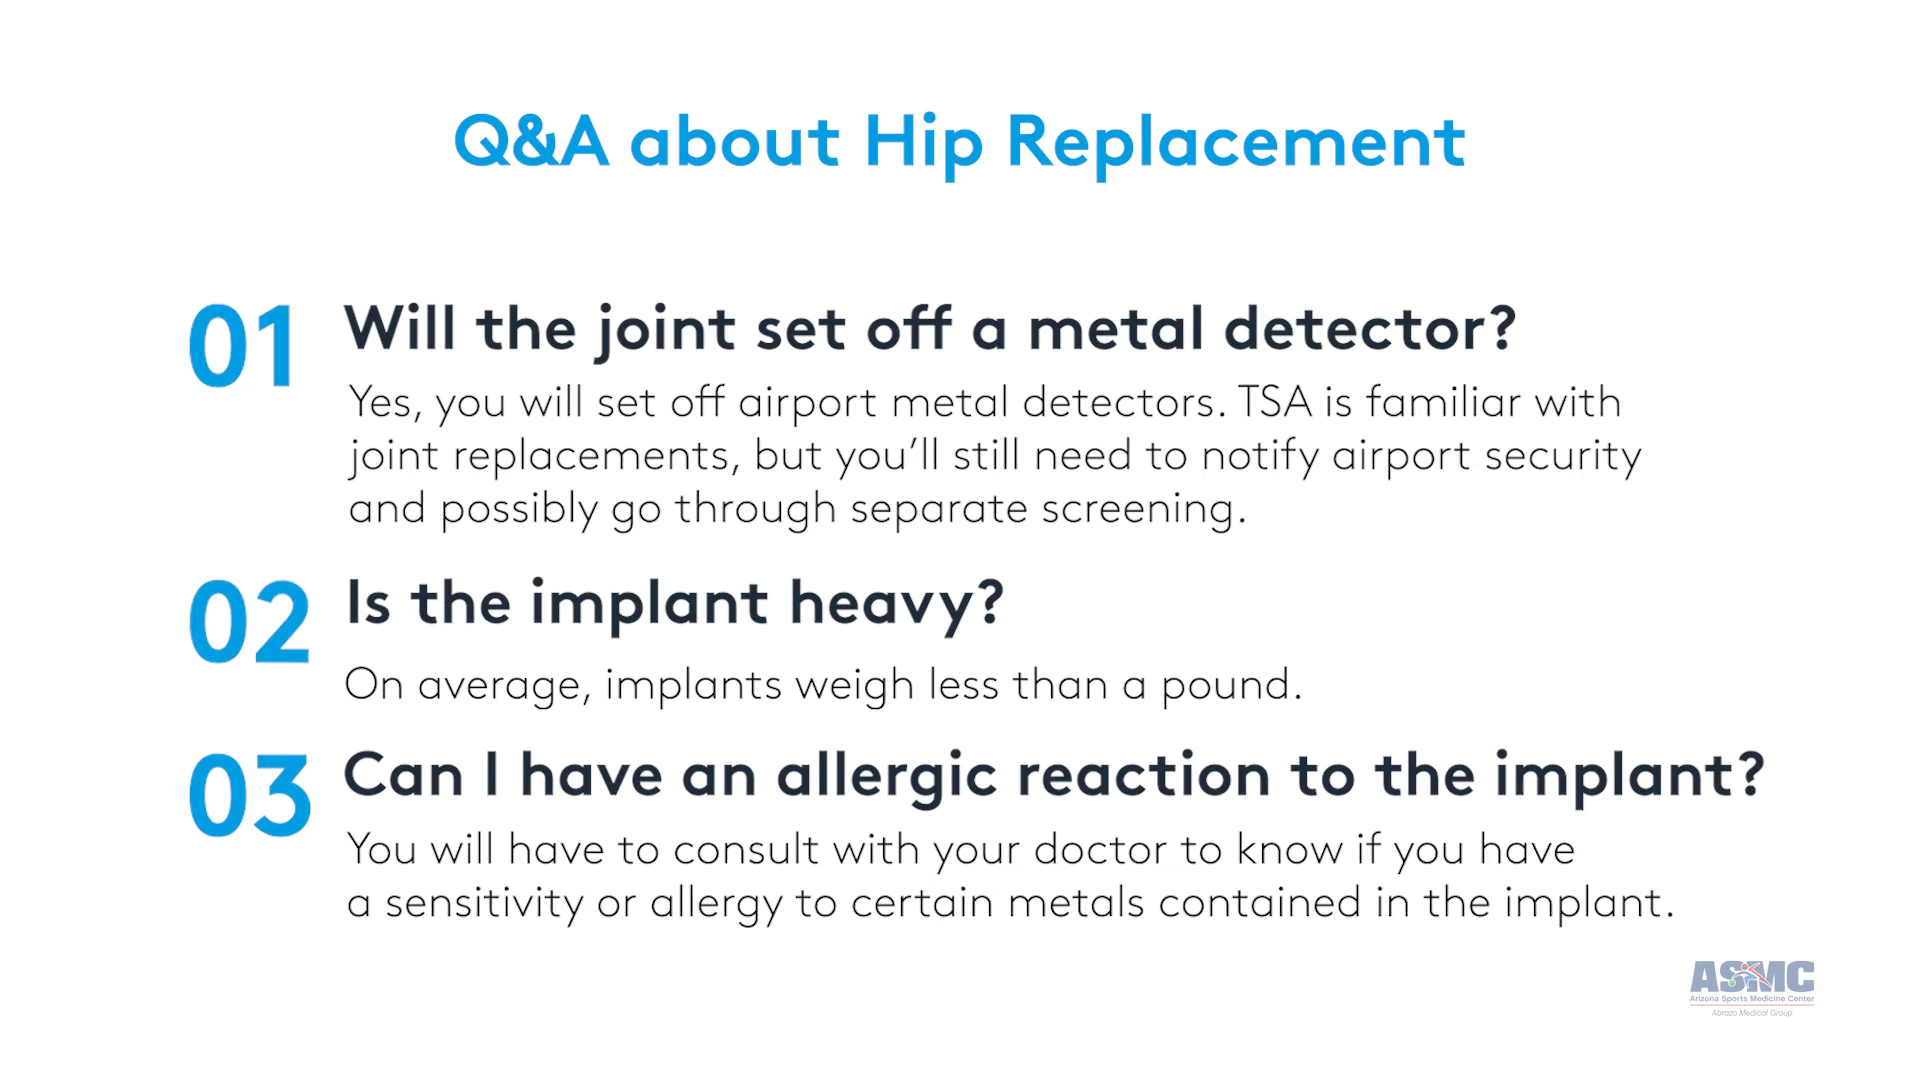 Q&A about Hip Replacement
01
Will the joint set off a metal detector?
Yes, you will set off airport metal detectors. TSA is familiar with
joint replacements, but you’ll still need to notify airport security
and possibly go through separate screening.
02
Is the implant heavy?
On average, implants weigh less than a pound.
03
Can I have an allergic reaction to the implant?
You will have to consult with your doctor to know if you have
a sensitivity or allergy to certain metals contained in the implant.
ASMC
Arizona Sports Medicine Center
Abrazo Medical Group